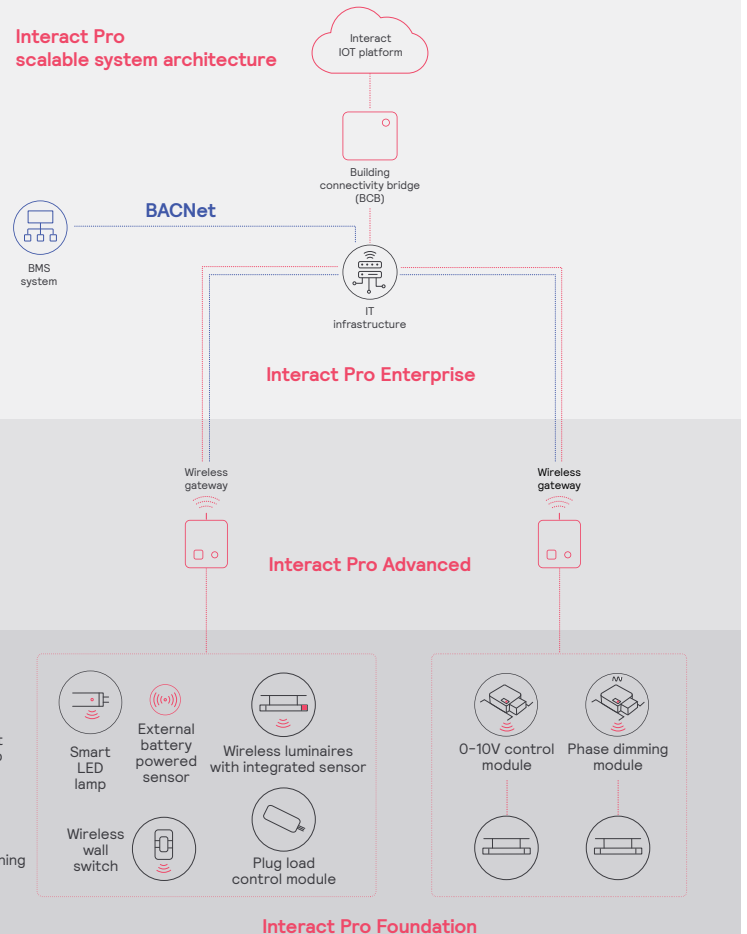 Interact Pro
scalable system architecture
Interact
IOT platform
Building
connectivity bridge
(BCB)
BACNet
BMS
system
IT
infrastructure
Interact Pro Enterprise
Wireless
gateway
Wireless
gateway
Interact Pro Advanced
Smart
LED
lamp
External
battery
powered
sensor
Wireless luminaires
with integrated sensor
0-10V control
module
Phase dimming
module
Wireless
wall
switch
Plug load
control module
Interact Pro Foundation